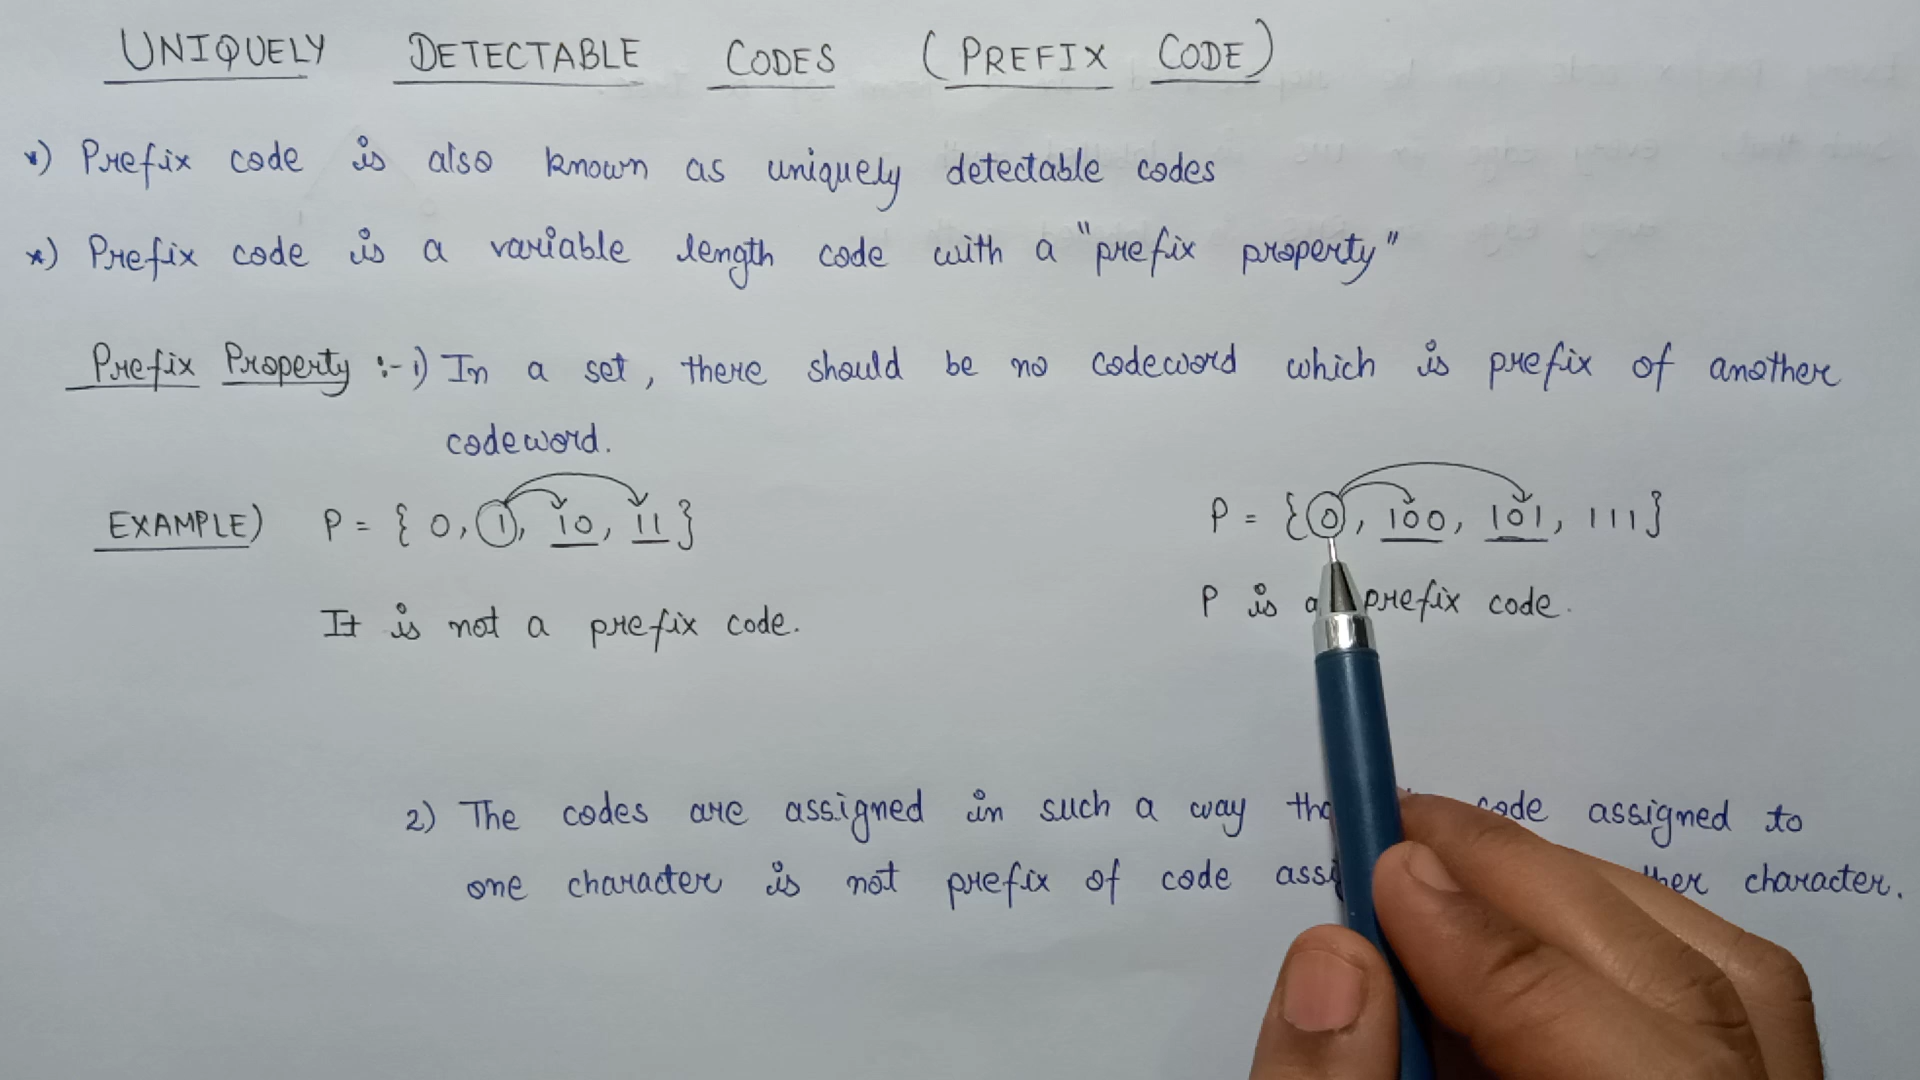 UNIQUELY DETECTABLE CODES (PREFIX CODE)
*) Prefix code is also known as uniquely detectable codes
*) Prefix code is a variable length code with a "prefix property"
Prefix Property :- 1) In a set, there should be no codeword which is prefix of another
codeword.
EXAMPLE) P = { 0, 1, 10, 11 }
P = { 0, 100, 101, 111 }
It is not a prefix code.
P is a prefix code.
2) The codes are assigned in such a way code assigned to
one character is not prefix of code character.